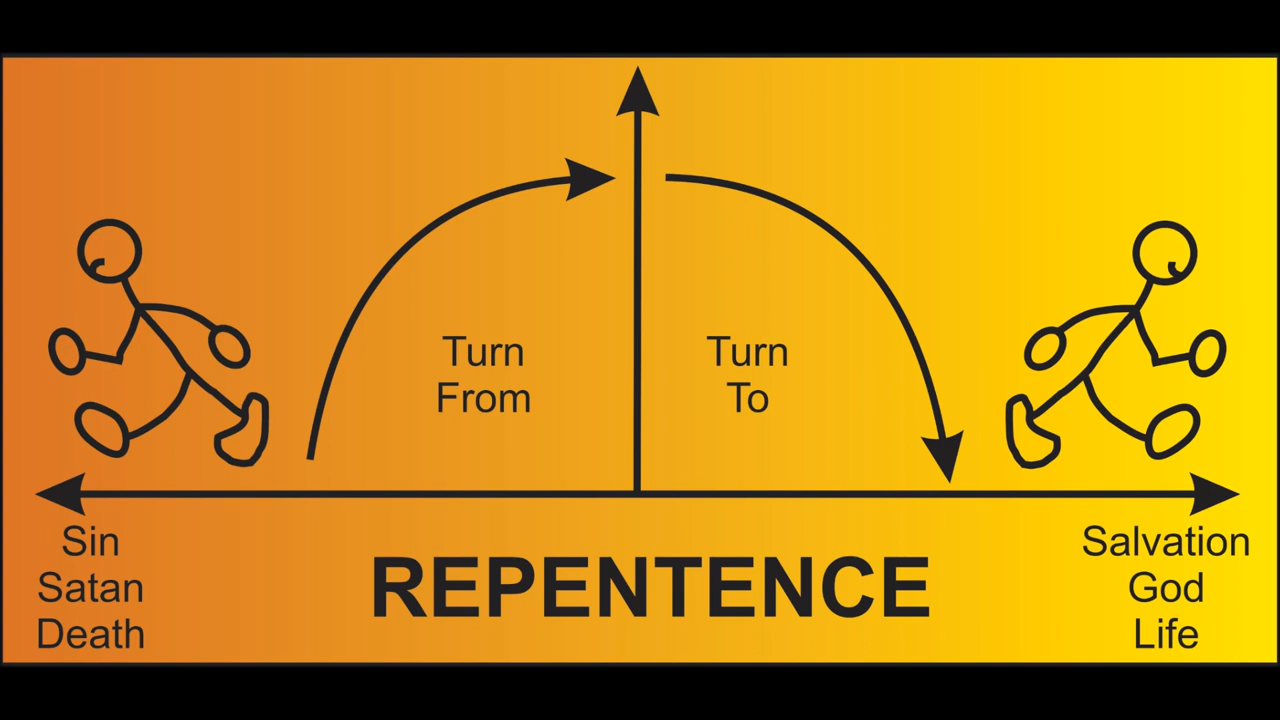 Turn
From
Turn
To
Sin
Satan
Death
REPENTENCE
Salvation
God
Life